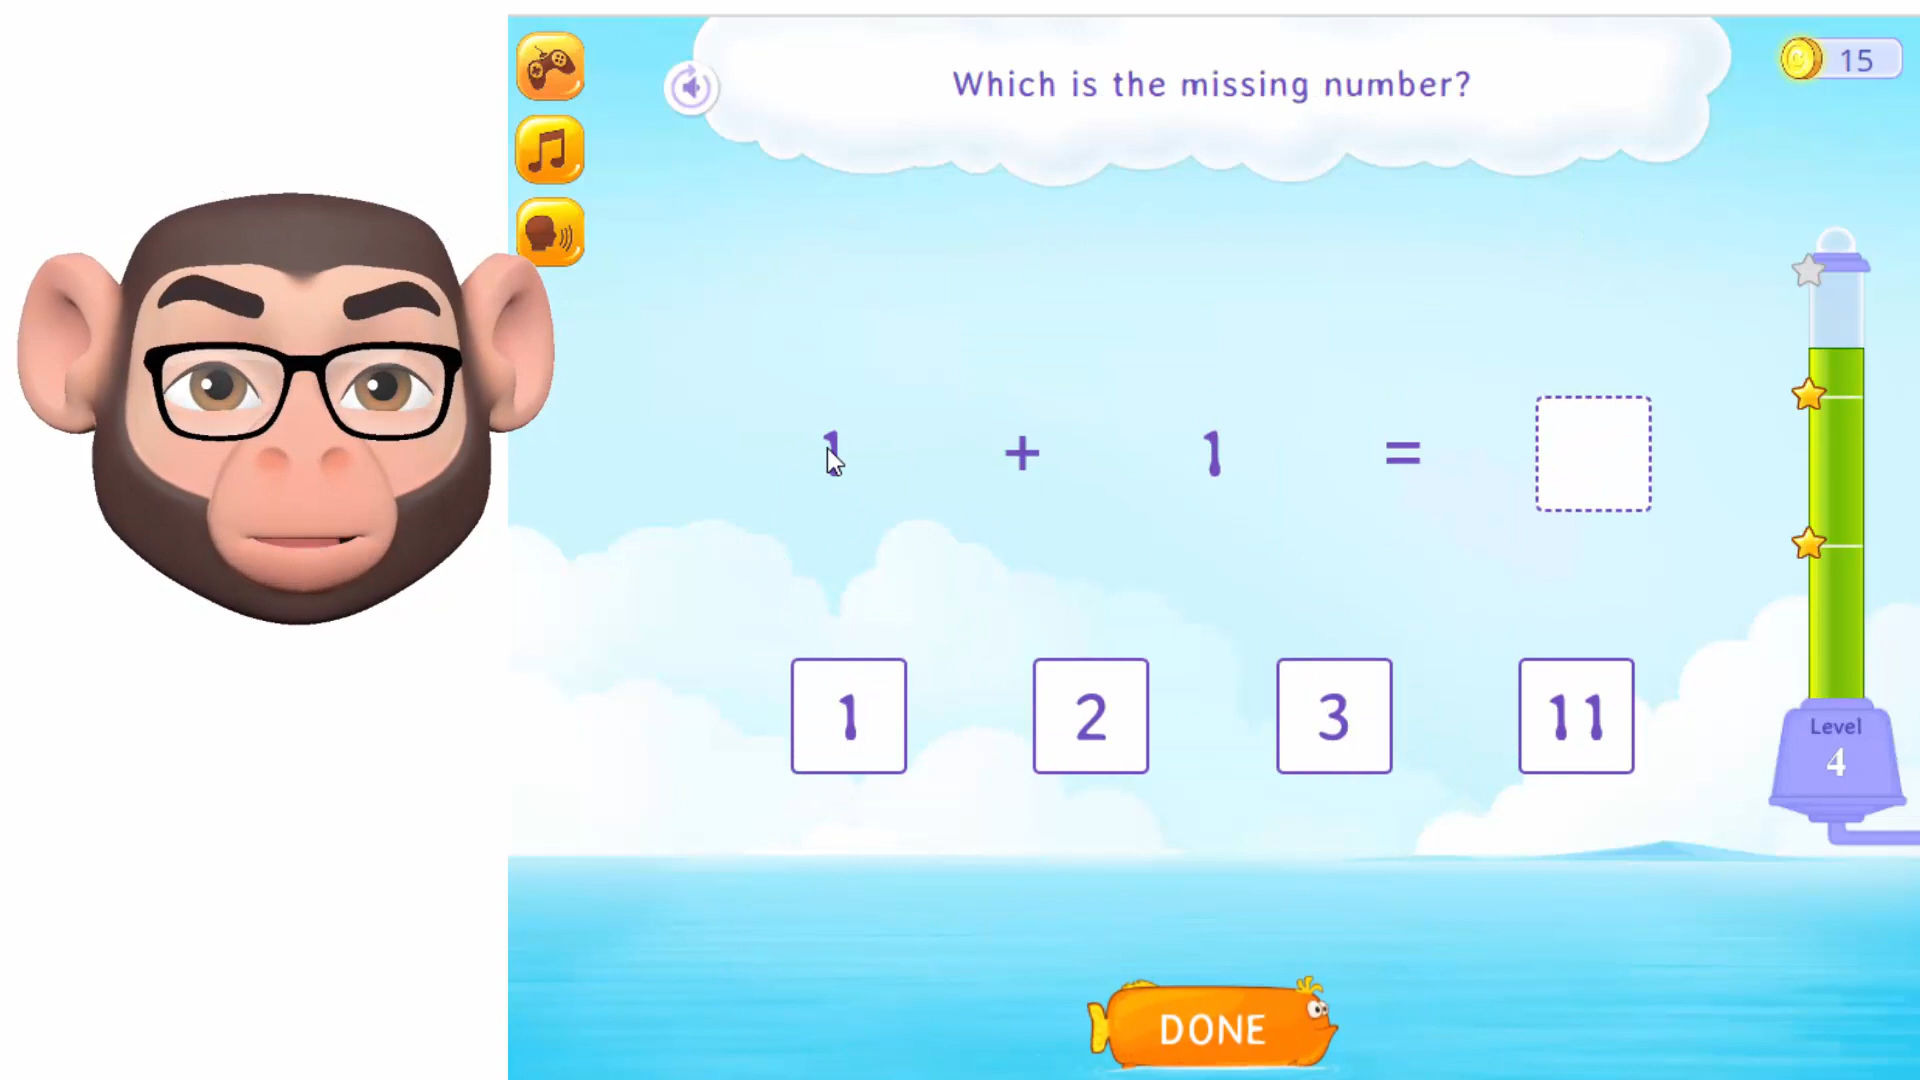 Which is the missing number?
15
1 + 1 =
1 2 3 11
Level
4
DONE